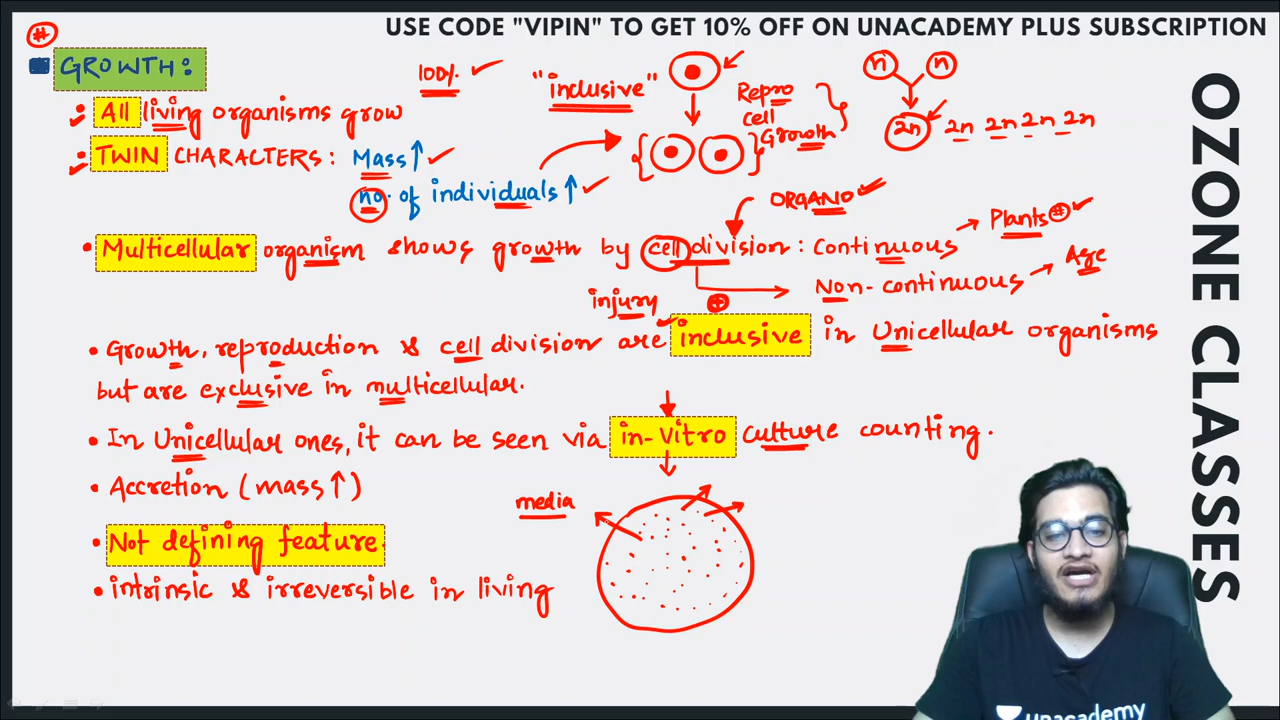 USE CODE "VIPIN" TO GET 10% OFF ON UNACADEMY PLUS SUBSCRIPTION
#
GROWTH:
100%
"inclusive"
Repro
cell
Growth
n n
2n 2n 2n 2n 2n
• All living organisms grow
• TWIN CHARACTERS: Mass↑
no. of individuals↑
ORGANO
• Multicellular organism shows growth by cell division: Continuous → Plants
Non-continuous → Age
injury
• Growth, reproduction & cell division are inclusive in Unicellular organisms
but are exclusive in multicellular.
• In Unicellular ones, it can be seen via in-vitro culture counting.
• Accretion (mass↑)
media
• Not defining feature.
• intrinsic & irreversible in living
OZONE CLASSES
unacademy